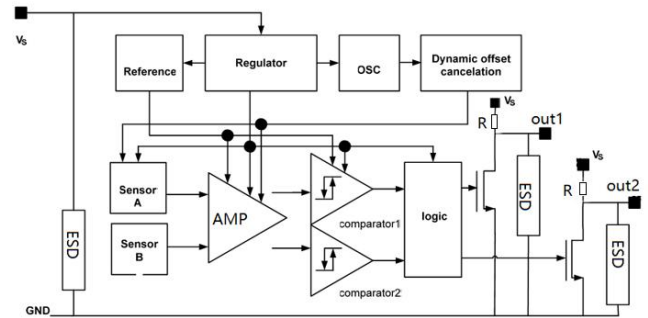 Vs
Reference
Regulator
OSC
Dynamic offset
cancelation
Vs
R
out1
Vs
R
out2
Sensor
A
AMP
comparator1
logic
ESD
Sensor
B
ESD
comparator2
ESD
GND